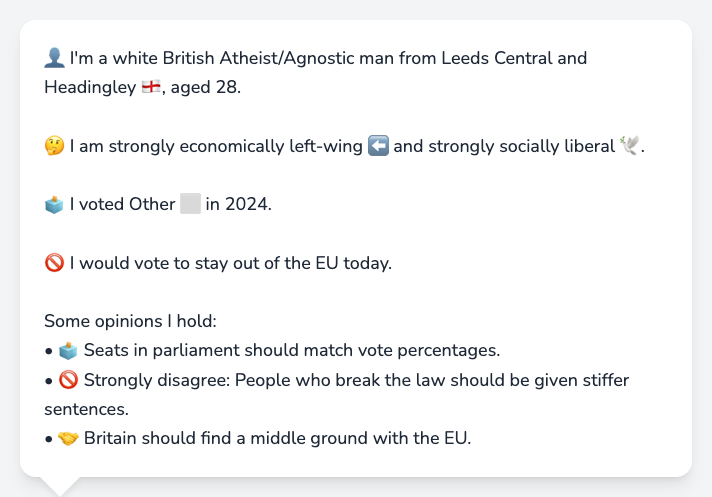 👤 I'm a white British Atheist/Agnostic man from Leeds Central and
Headingley 🏴󠁧󠁢󠁥󠁮󠁧󠁿, aged 28.
🤔 I am strongly economically left-wing ⬅️ and strongly socially liberal 🕊️.
🗳️ I voted Other ⬜ in 2024.
🚫 I would vote to stay out of the EU today.
Some opinions I hold:
• 🗳️ Seats in parliament should match vote percentages.
• 🚫 Strongly disagree: People who break the law should be given stiffer
sentences.
• 🤝 Britain should find a middle ground with the EU.